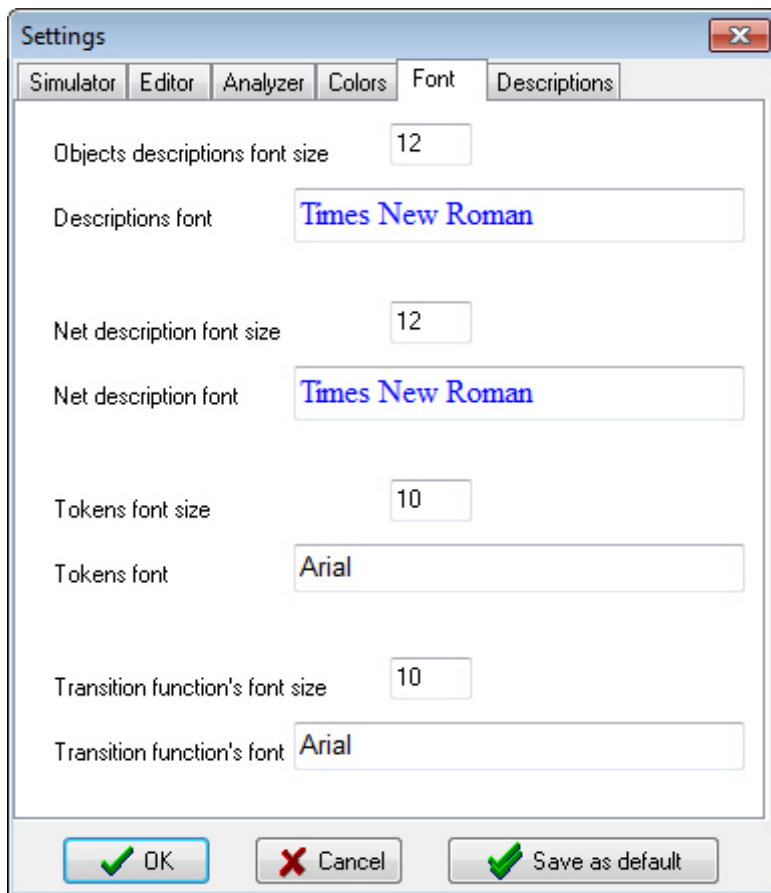 Settings
Simulator Editor Analyzer Colors Font Descriptions
Objects descriptions font size 12
Descriptions font Times New Roman
Net description font size 12
Net description font Times New Roman
Tokens font size 10
Tokens font Arial
Transition function's font size 10
Transition function's font Arial
OK Cancel Save as default